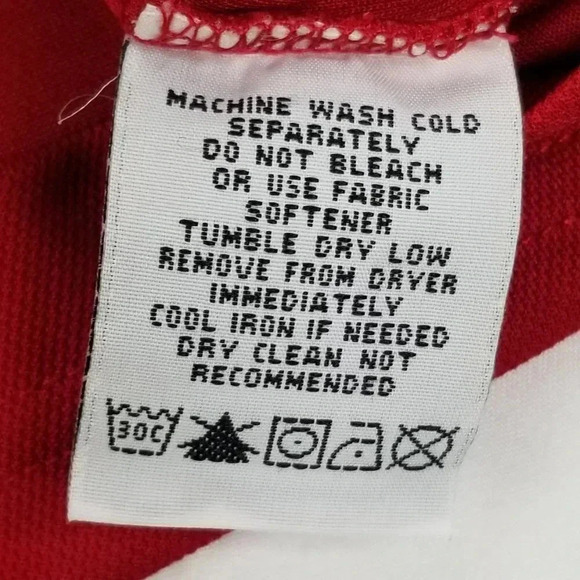 MACHINE WASH COLD
SEPARATELY
DO NOT BLEACH
OR USE FABRIC
SOFTENER
TUMBLE DRY LOW
REMOVE FROM DRYER
IMMEDIATELY
COOL IRON IF NEEDED
DRY CLEAN NOT
RECOMMENDED
30C